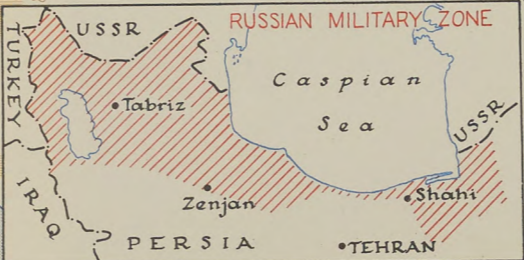 RUSSIAN MILITARY ZONE
USSR
TURKEY
Caspian
Sea
Tabriz
USSR
IRAQ
Zenjan
Shahi
PERSIA
TEHRAN